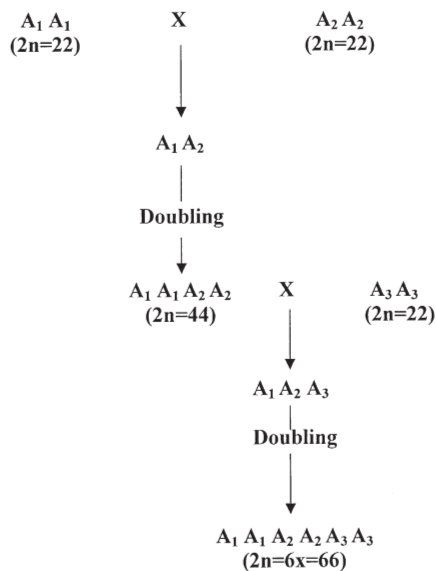 A₁ A₁ X A₂ A₂
(2n=22) (2n=22)
A₁ A₂
Doubling
A₁ A₁ A₂ A₂ X A₃ A₃
(2n=44) (2n=22)
A₁ A₂ A₃
Doubling
A₁ A₁ A₂ A₂ A₃ A₃
(2n=6x=66)